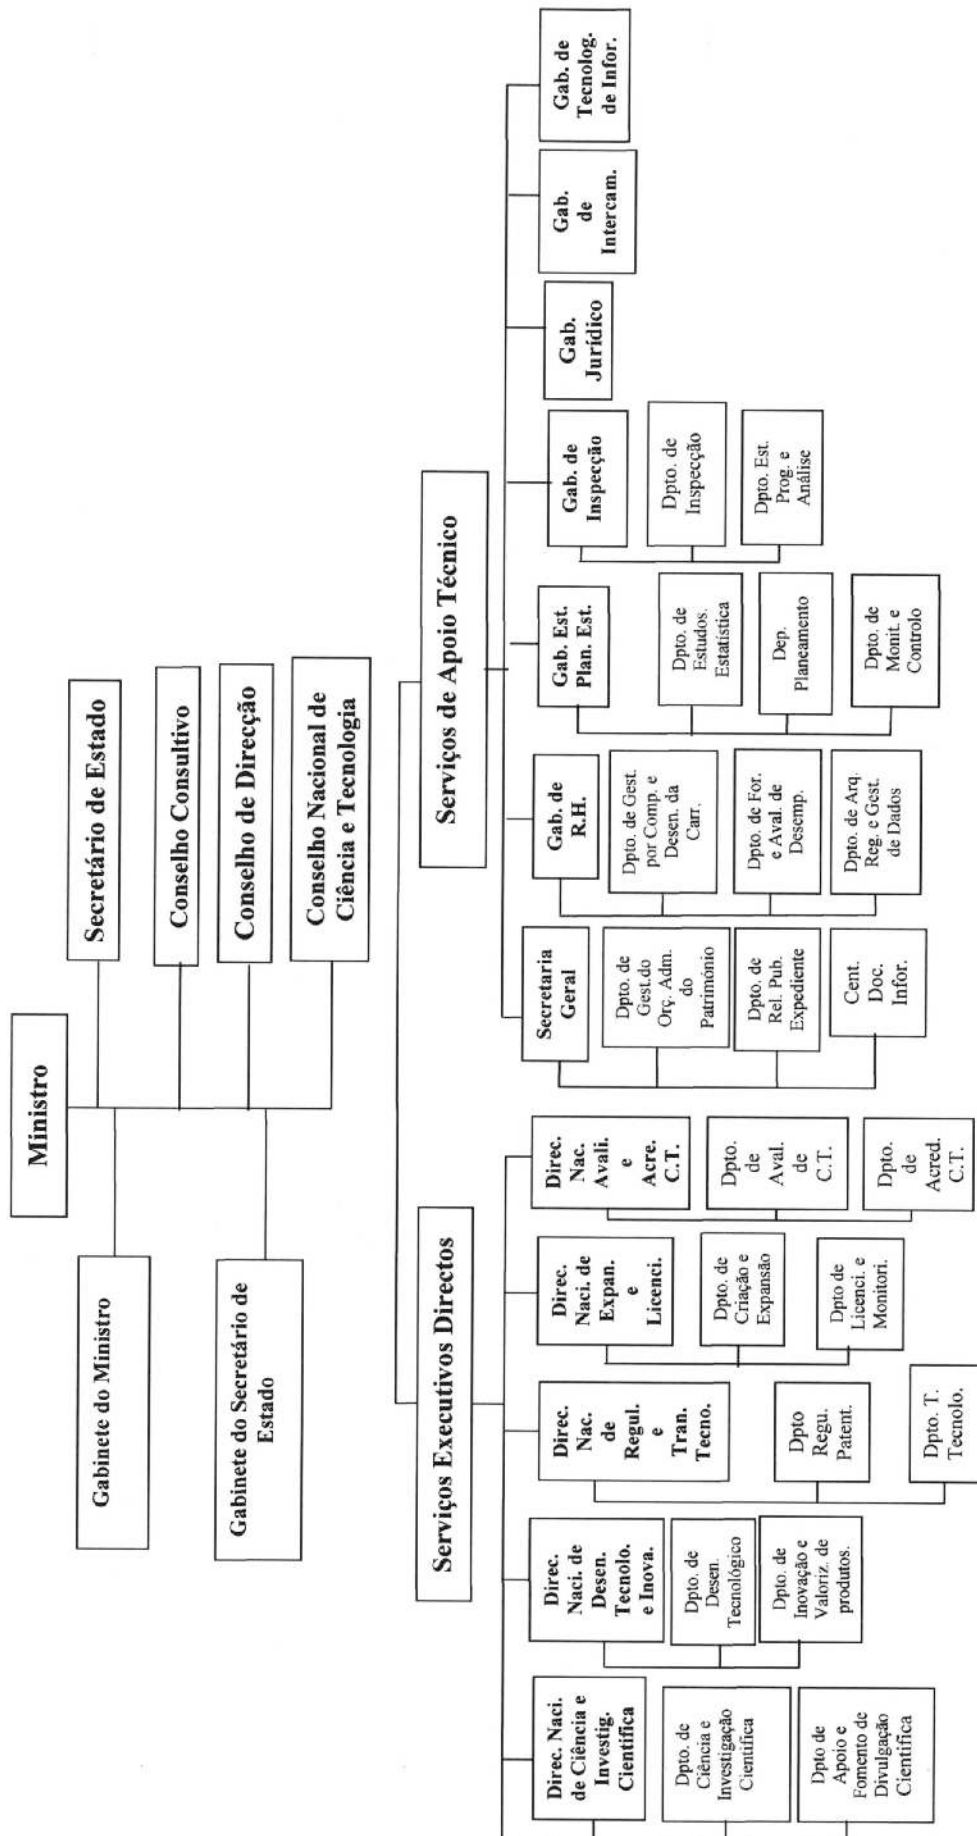 Ministro
Secretário de Estado
Conselho Consultivo
Conselho de Direcção
Conselho Nacional de
Ciência e Tecnologia
Gabinete do Ministro
Gabinete do Secretário de
Estado
Serviços Executivos Directos
Serviços de Apoio Técnico
Direc. Naci.
de Ciência e
Investig.
Cientifica
Dpto. de
Ciência e
Investigação
Cientifica
Dpto de
Apoio e
Fomento de
Divulgação
Cientifica
Direc.
Naci. de
Desen.
Tecnolo.
e Inova.
Dpto. de
Desen.
Tecnológico
Dpto. de
Inovação e
Valoriz. de
produtos.
Direc.
Nac.
de
Regul.
e
Tran.
Tecno.
Dpto
Regu.
Patent.
Dpto. T.
Tecnolo.
Direc.
Naci. de
Expan.
e
Licenci.
Dpto. de
Criação e
Expansão
Dpto de
Licenci. e
Monitori.
Direc.
Nac.
Avali.
e
Acre.
C.T.
Dpto.
de
Aval.
de
C.T.
Dpto.
de
Acred.
C.T.
Secretaria
Geral
Dpto. de
Gest.do
Orç. Adm.
do
Património
Dpto. de
Rel. Pub.
Expediente
Cent.
Doc.
Infor.
Gab. de
R.H.
Dpto. de Gest.
por Comp. e
Desen. da
Carr.
Dpto. de For.
e Aval. de
Desemp.
Dpto. de Arq.
Reg. e Gest.
de Dados
Gab. Est.
Plan. Est.
Dpto. de
Estudos.
Estatística
Dep.
Planeamento
Dpto. de
Monit. e
Controlo
Gab. de
Inspecção
Dpto. de
Inspecção
Dpto. Est.
Prog. e
Análise
Gab.
Jurídico
Gab.
de
Intercam.
Gab. de
Tecnolog.
de Infor.